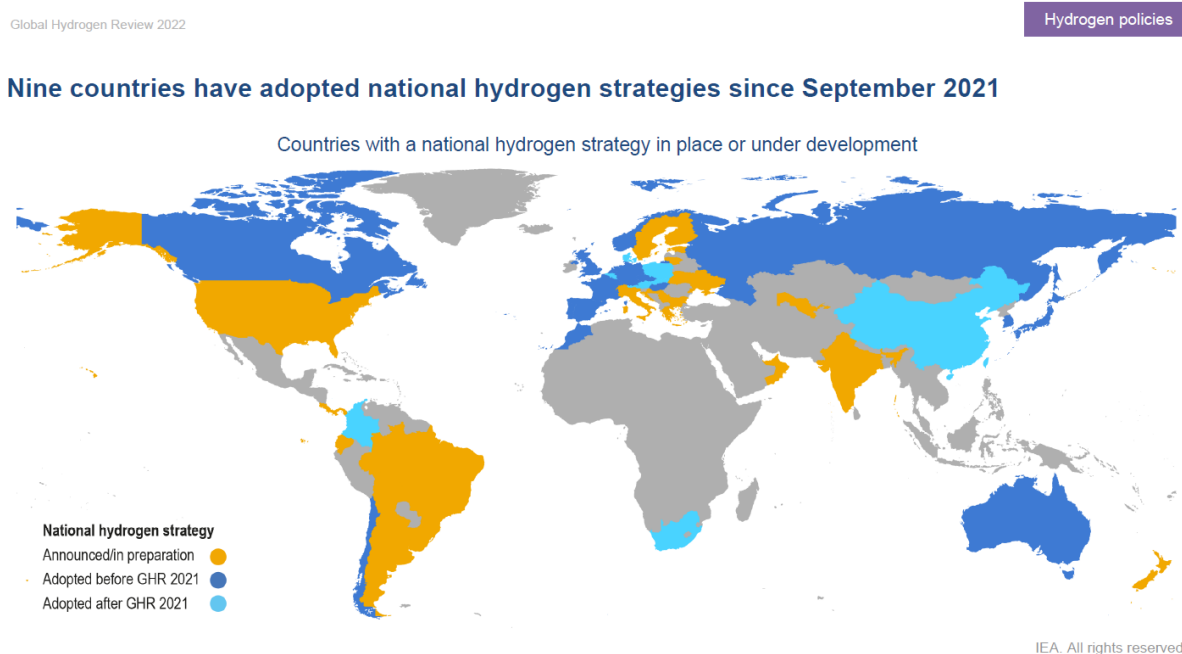 Global Hydrogen Review 2022
Hydrogen policies
Nine countries have adopted national hydrogen strategies since September 2021
Countries with a national hydrogen strategy in place or under development
National hydrogen strategy
Announced/in preparation
Adopted before GHR 2021
Adopted after GHR 2021
IEA. All rights reserved